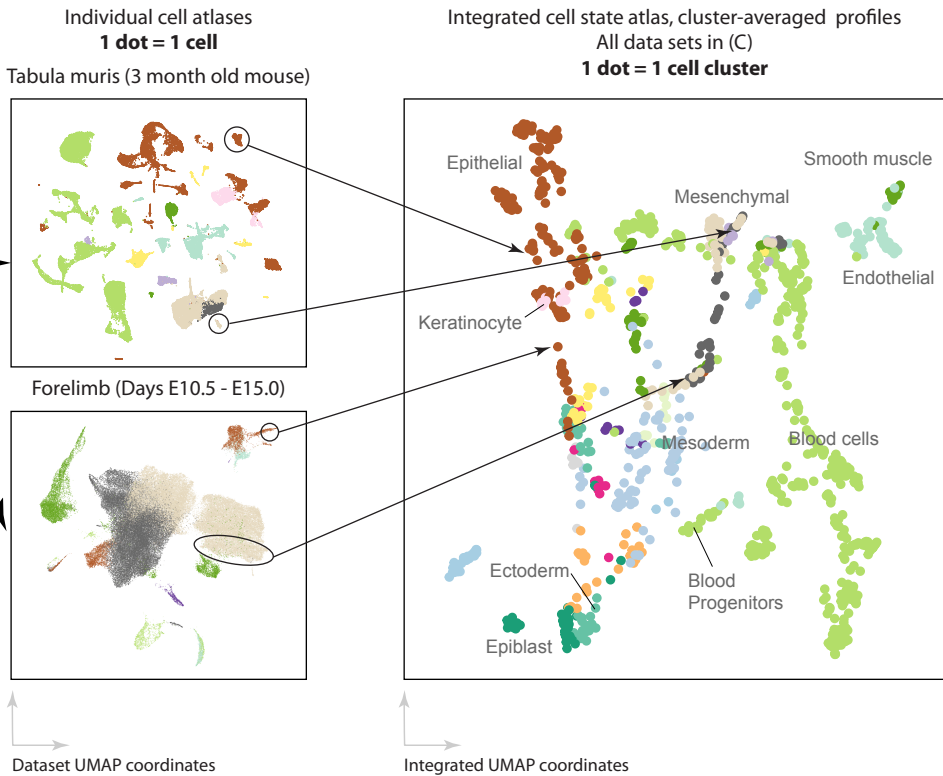 Individual cell atlases
1 dot = 1 cell
Tabula muris (3 month old mouse)
Forelimb (Days E10.5 - E15.0)
Dataset UMAP coordinates
Integrated cell state atlas, cluster-averaged profiles
All data sets in (C)
1 dot = 1 cell cluster
Epithelial
Smooth muscle
Mesenchymal
Endothelial
Keratinocyte
Mesoderm
Blood cells
Ectoderm
Blood
Progenitors
Epiblast
Integrated UMAP coordinates